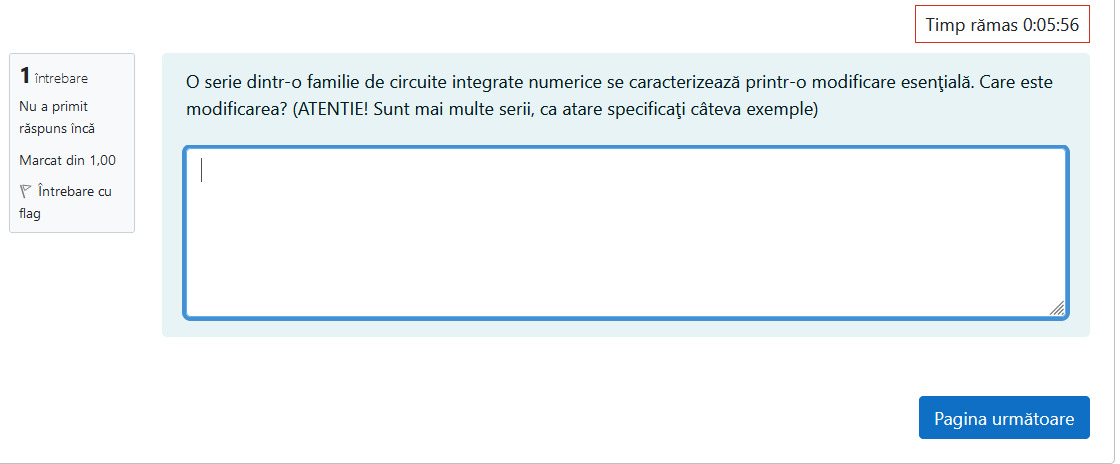 Timp rămas 0:05:56
1 întrebare
Nu a primit
răspuns încă
Marcat din 1,00
Întrebare cu
flag
O serie dintr-o familie de circuite integrate numerice se caracterizează printr-o modificare esenţială. Care este
modificarea? (ATENTIE! Sunt mai multe serii, ca atare specificaţi câteva exemple)
Pagina următoare